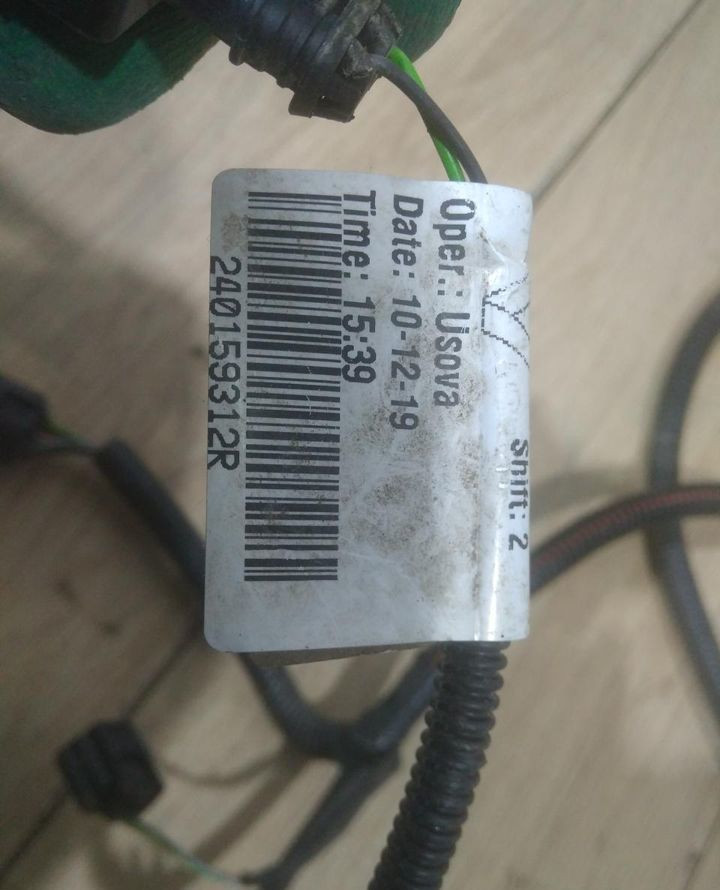 Shift: 2
Oper.: Usova
Date: 10-12-19
Time: 15:39
240159312R